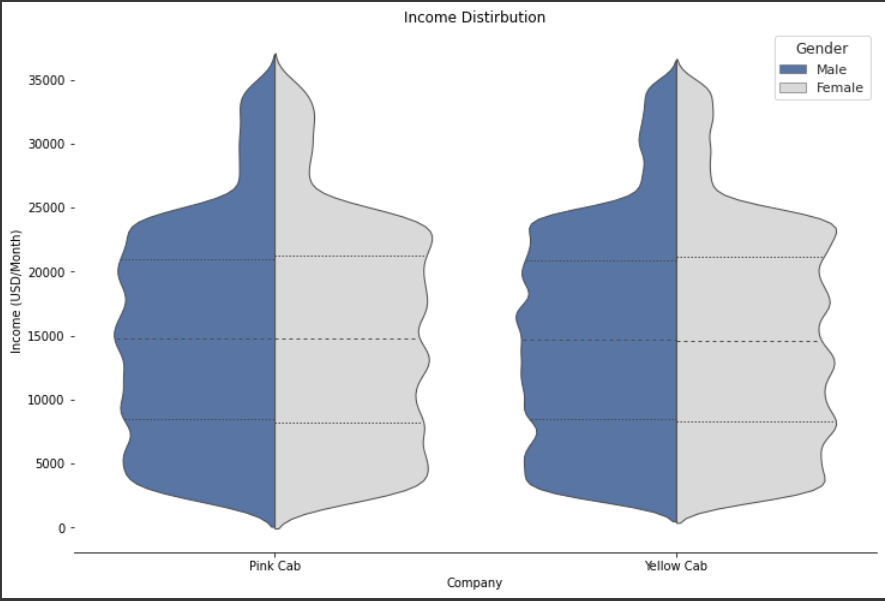 Income Distirbution
Gender
Male
Female
35000
30000
25000
20000
15000
10000
5000
0
Income (USD/Month)
Pink Cab
Yellow Cab
Company